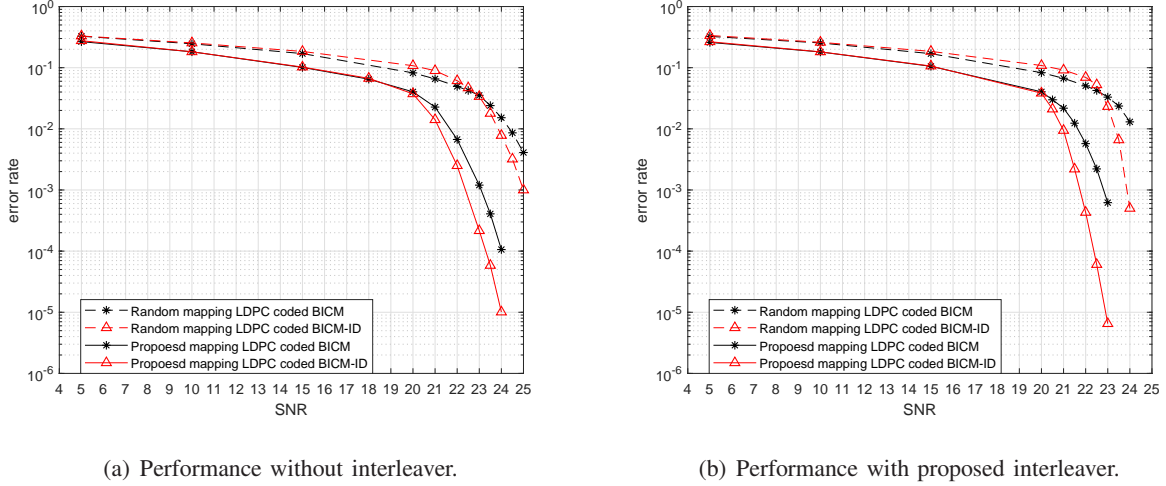 10^0
10^-1
10^-2
10^-3
10^-4
10^-5
10^-6
error rate
Random mapping LDPC coded BICM
Random mapping LDPC coded BICM-ID
Propoesd mapping LDPC coded BICM
Propoesd mapping LDPC coded BICM-ID
4 5 6 7 8 9 10 11 12 13 14 15 16 17 18 19 20 21 22 23 24 25
SNR
(a) Performance without interleaver.
10^0
10^-1
10^-2
10^-3
10^-4
10^-5
10^-6
error rate
Random mapping LDPC coded BICM
Random mapping LDPC coded BICM-ID
Propoesd mapping LDPC coded BICM
Propoesd mapping LDPC coded BICM-ID
4 5 6 7 8 9 10 11 12 13 14 15 16 17 18 19 20 21 22 23 24 25
SNR
(b) Performance with proposed interleaver.